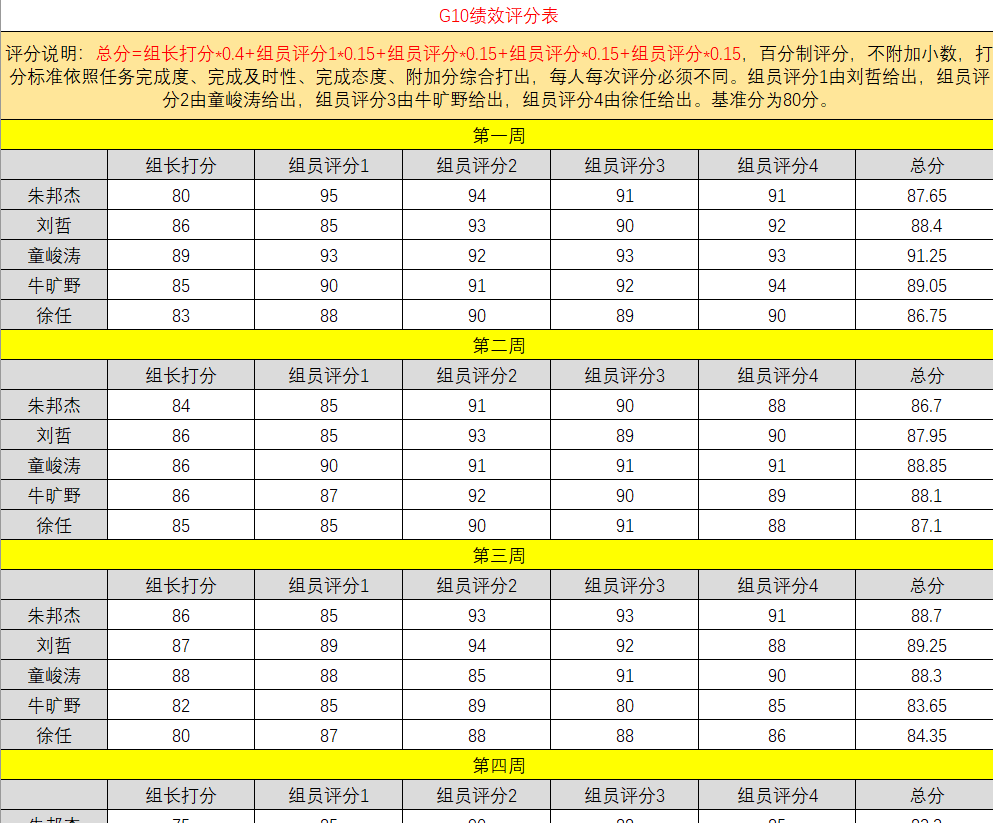 G10绩效评分表
评分说明：总分=组长打分*0.4+组员评分1*0.15+组员评分*0.15+组员评分*0.15+组员评分*0.15，百分制评分，不附加小数，打
分标准依照任务完成度、完成及时性、完成态度、附加分综合打出，每人每次评分必须不同。组员评分1由刘哲给出，组员评
分2由童峻涛给出，组员评分3由牛旷野给出，组员评分4由徐任给出。基准分为80分。
第一周
组长打分 组员评分1 组员评分2 组员评分3 组员评分4 总分
朱邦杰 80 95 94 91 91 87.65
刘哲 86 85 93 90 92 88.4
童峻涛 89 93 92 93 93 91.25
牛旷野 85 90 91 92 94 89.05
徐任 83 88 90 89 90 86.75
第二周
组长打分 组员评分1 组员评分2 组员评分3 组员评分4 总分
朱邦杰 84 85 91 90 88 86.7
刘哲 86 85 93 89 90 87.95
童峻涛 86 90 91 91 91 88.85
牛旷野 86 87 92 90 89 88.1
徐任 85 85 90 91 88 87.1
第三周
组长打分 组员评分1 组员评分2 组员评分3 组员评分4 总分
朱邦杰 86 85 93 93 91 88.7
刘哲 87 89 94 92 88 89.25
童峻涛 88 88 85 91 90 88.3
牛旷野 82 85 89 80 85 83.65
徐任 80 87 88 88 86 84.35
第四周
组长打分 组员评分1 组员评分2 组员评分3 组员评分4 总分
朱邦杰